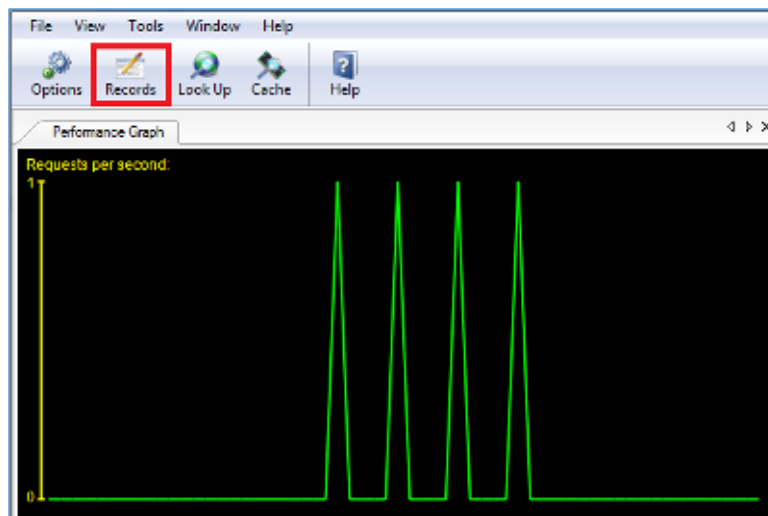 File View Tools Window Help
Options Records Look Up Cache Help
Performance Graph
Requests per second:
1
0